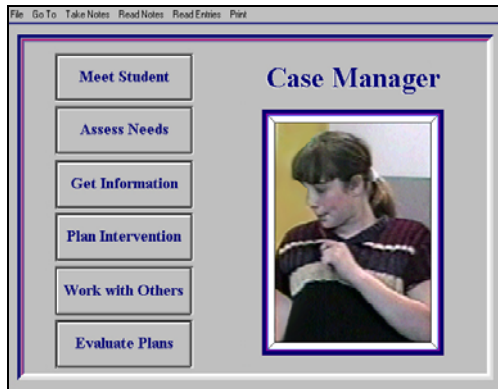 File Go To Take Notes Read Notes Read Entries Print
Meet Student
Case Manager
Assess Needs
Get Information
Plan Intervention
Work with Others
Evaluate Plans